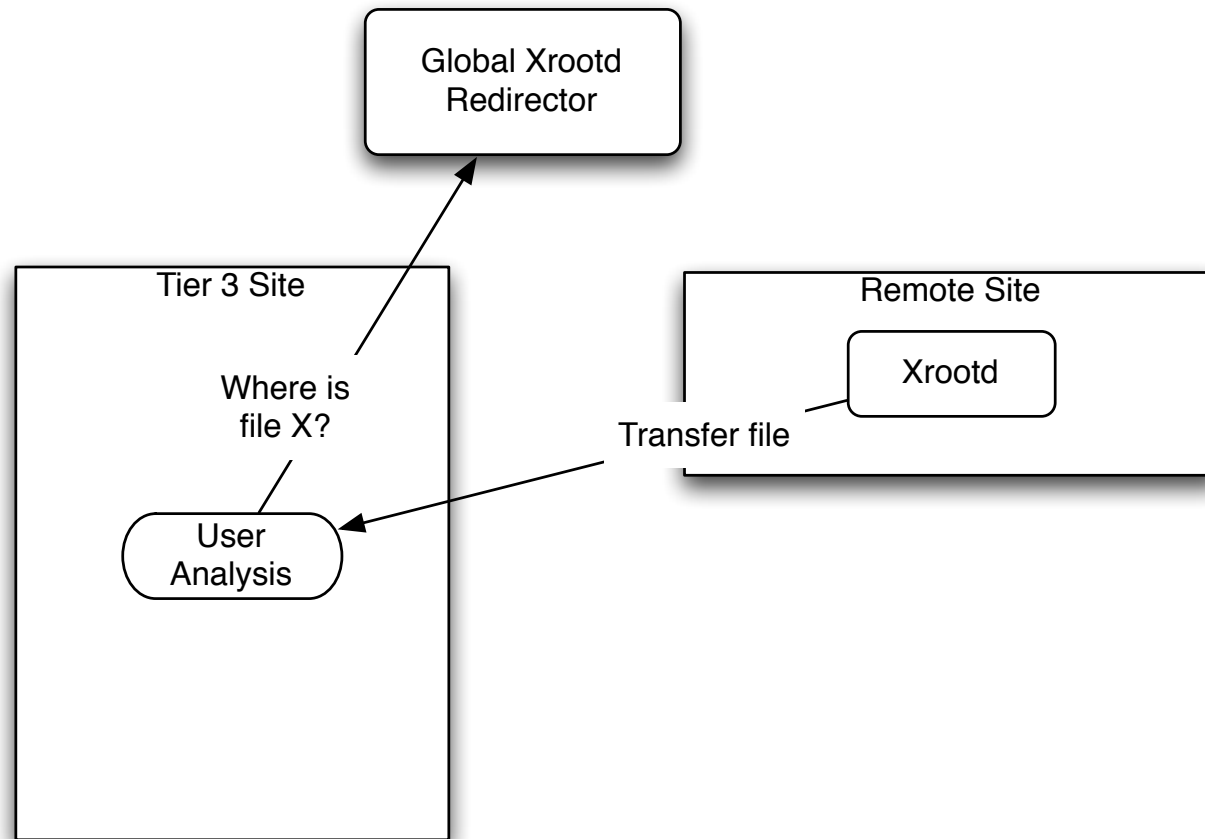 Global Xrootd
Redirector
Tier 3 Site
Remote Site
Xrootd
Where is
file X?
Transfer file
User
Analysis